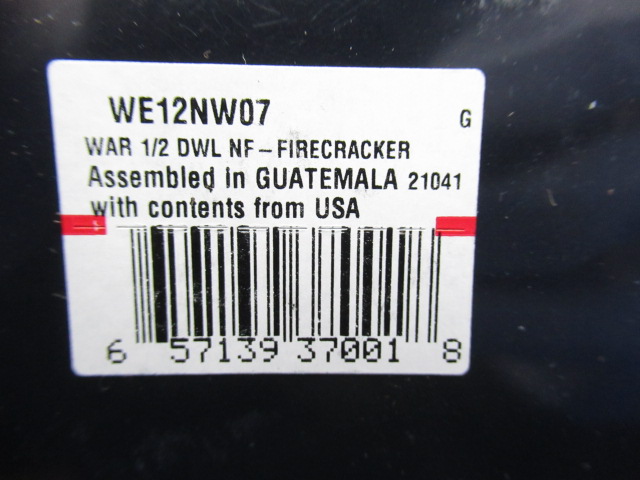 WE12NW07 G
WAR 1/2 DWL NF-FIRECRACKER
Assembled in GUATEMALA 21041
with contents from USA
6 57139 37001 8